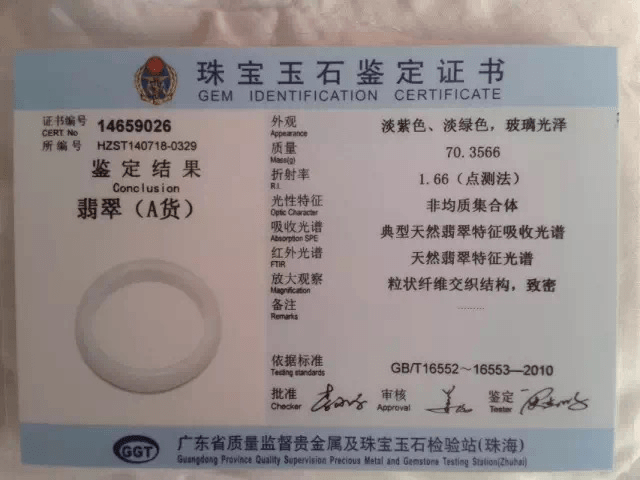 珠宝玉石鉴定证书
GEM IDENTIFICATION CERTIFICATE
证书编号 14659026
CERT. No
所编号 HZST140718-0329
鉴定结果
Conclusion
翡翠（A货）
外观 淡紫色、淡绿色，玻璃光泽
Appearance
质量 70.3566
Mass(g)
折射率 1.66（点测法）
R.I.
光性特征 非均质集合体
Optic Character
吸收光谱 典型天然翡翠特征吸收光谱
Absorption SPE
红外光谱 天然翡翠特征光谱
FTIR
放大观察 粒状纤维交织结构，致密
Magnification
备注 ---------
Remarks
依据标准 GB/T16552～16553—2010
Testing standards
批准 审核 鉴定
Checker Approval Tester
GGT
广东省质量监督贵金属及珠宝玉石检验站(珠海)
Guangdong Province Quality Supervision Precious Metal and Gemstone Testing Station(Zhuhai)